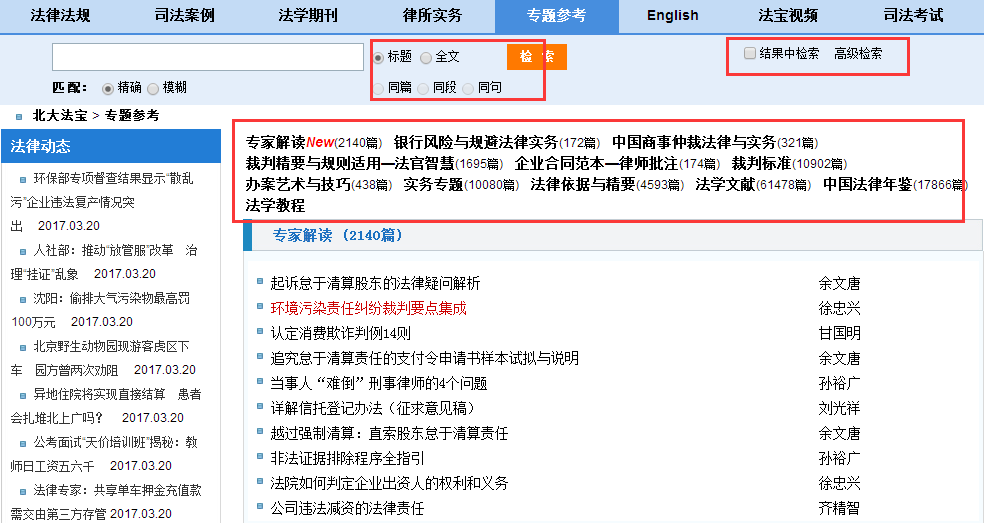 法律法规 司法案例 法学期刊 律所实务 专题参考 English 法宝视频 司法考试
标题 全文 检 索 结果中检索 高级检索
匹配： 精确 模糊 同篇 同段 同句
北大法宝 > 专题参考
法律动态
环保部专项督查结果显示“散乱
污”企业违法复产情况突
出 2017.03.20
人社部：推动“放管服”改革 治
理“挂证”乱象 2017.03.20
沈阳：偷排大气污染物最高罚
100万元 2017.03.20
北京野生动物园现游客虎区下
车 园方曾两次劝阻 2017.03.20
异地住院将实现直接结算 患者
会扎堆北上广吗？ 2017.03.20
公考面试“天价培训班”揭秘：教
师日工资五六千 2017.03.20
法律专家：共享单车押金充值款
需交由第三方存管 2017.03.20
专家解读New(2140篇) 银行风险与规避法律实务(172篇) 中国商事仲裁法律与实务(321篇)
裁判精要与规则适用—法官智慧(1695篇) 企业合同范本—律师批注(174篇) 裁判标准(10902篇)
办案艺术与技巧(438篇) 实务专题(10080篇) 法律依据与精要(4593篇) 法学文献(61478篇) 中国法律年鉴(17866篇)
法学教程
专家解读（2140篇）
起诉怠于清算股东的法律疑问解析 余文唐
环境污染责任纠纷裁判要点集成 徐忠兴
认定消费欺诈判例14则 甘国明
追究怠于清算责任的支付令申请书样本试拟与说明 余文唐
当事人“难倒”刑事律师的4个问题 孙裕广
详解信托登记办法（征求意见稿） 刘光祥
越过强制清算：直索股东怠于清算责任 余文唐
非法证据排除程序全指引 孙裕广
法院如何判定企业出资人的权利和义务 徐忠兴
公司违法减资的法律责任 齐精智